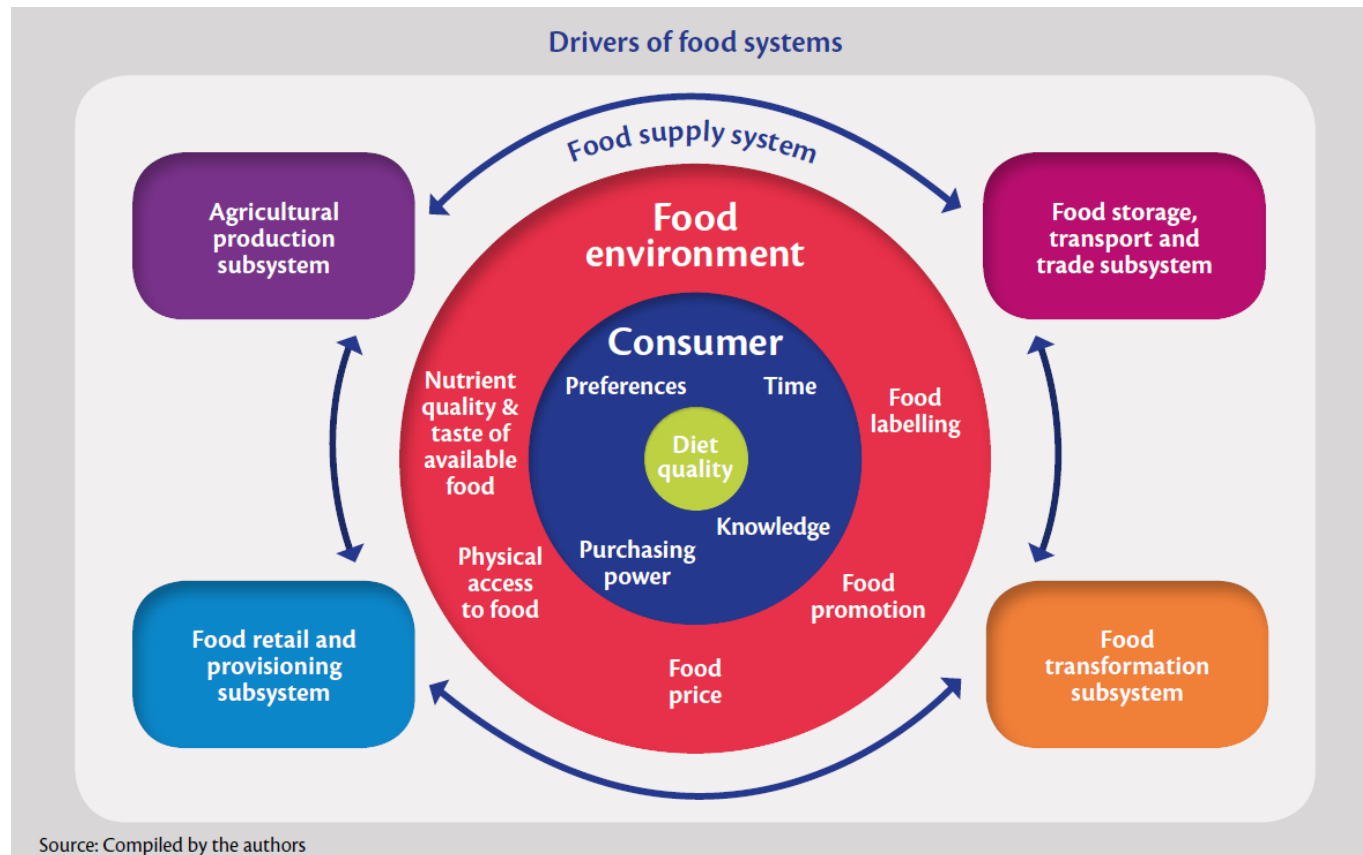 Drivers of food systems
Food supply system
Agricultural
production
subsystem
Food storage,
transport and
trade subsystem
Food
environment
Consumer
Preferences
Time
Nutrient
quality &
taste of
available
food
Food
labelling
Diet
quality
Knowledge
Purchasing
power
Physical
access
to food
Food
promotion
Food
price
Food retail and
provisioning
subsystem
Food
transformation
subsystem
Source: Compiled by the authors